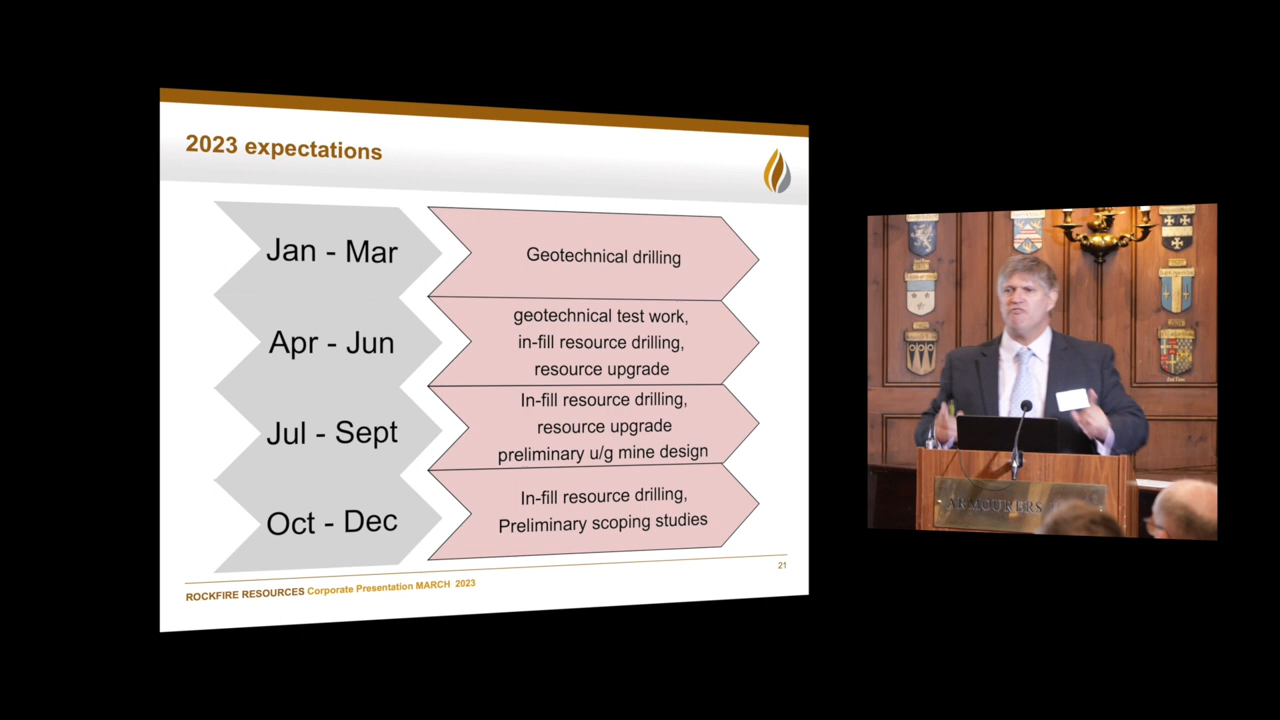 2023 expectations
Jan - Mar
Geotechnical drilling
Apr - Jun
geotechnical test work,
in-fill resource drilling,
resource upgrade
Jul - Sept
In-fill resource drilling,
resource upgrade
preliminary u/g mine design
Oct - Dec
In-fill resource drilling,
Preliminary scoping studies
21
ROCKFIRE RESOURCES Corporate Presentation MARCH 2023
ARMOURERS